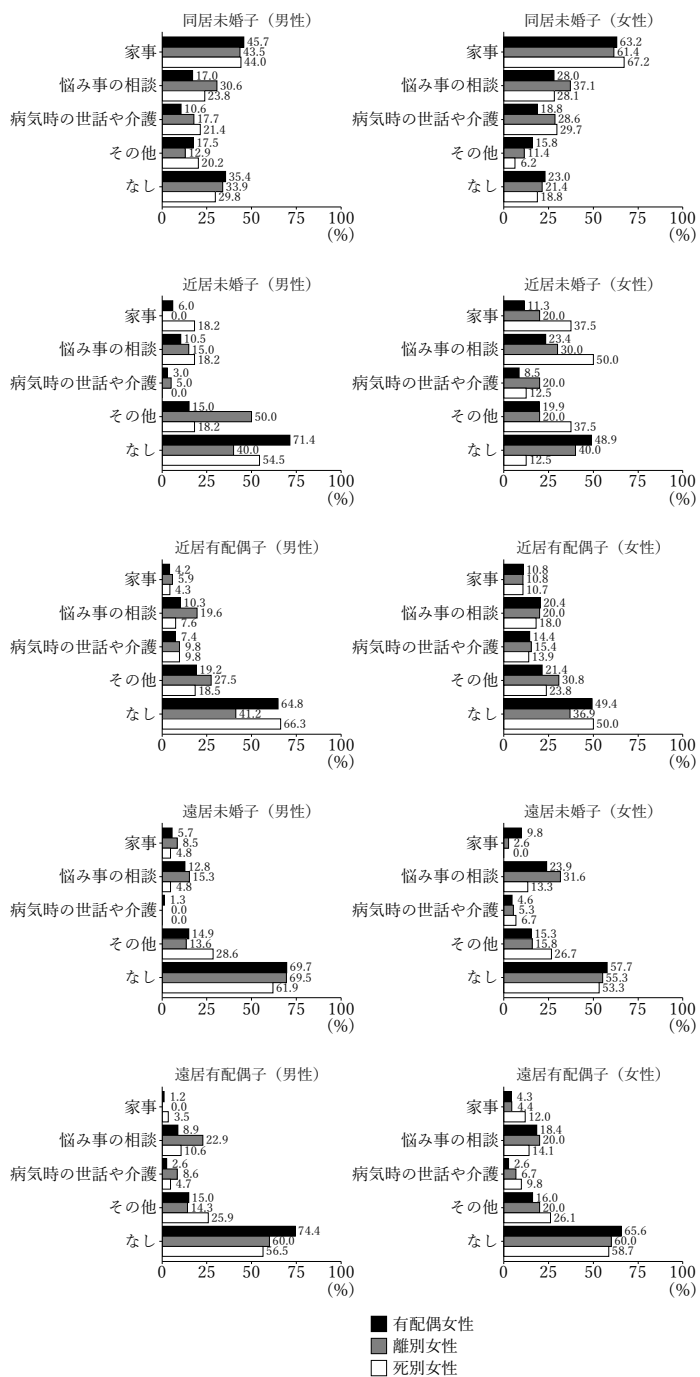 同居未婚子（男性）
家事
45.7
43.5
44.0
悩み事の相談
17.0
30.6
23.8
病気時の世話や介護
10.6
17.7
21.4
その他
17.5
12.9
20.2
なし
35.4
33.9
29.8
0 25 50 75 100
(%)
同居未婚子（女性）
家事
63.2
61.4
67.2
悩み事の相談
28.0
37.1
28.1
病気時の世話や介護
18.8
28.6
29.7
その他
15.8
11.4
6.2
なし
23.0
21.4
18.8
0 25 50 75 100
(%)
近居未婚子（男性）
家事
6.0
0.0
18.2
悩み事の相談
10.5
15.0
18.2
病気時の世話や介護
3.0
5.0
0.0
その他
15.0
50.0
18.2
なし
71.4
40.0
54.5
0 25 50 75 100
(%)
近居未婚子（女性）
家事
11.3
20.0
37.5
悩み事の相談
23.4
30.0
50.0
病気時の世話や介護
8.5
20.0
12.5
その他
19.9
20.0
37.5
なし
48.9
40.0
12.5
0 25 50 75 100
(%)
近居有配偶子（男性）
家事
4.2
5.9
4.3
悩み事の相談
10.3
19.6
7.6
病気時の世話や介護
7.4
9.8
9.8
その他
19.2
27.5
18.5
なし
64.8
41.2
66.3
0 25 50 75 100
(%)
近居有配偶子（女性）
家事
10.8
10.8
10.7
悩み事の相談
20.4
20.0
18.0
病気時の世話や介護
14.4
15.4
13.9
その他
21.4
30.8
23.8
なし
49.4
36.9
50.0
0 25 50 75 100
(%)
遠居未婚子（男性）
家事
5.7
8.5
4.8
悩み事の相談
12.8
15.3
4.8
病気時の世話や介護
1.3
0.0
0.0
その他
14.9
13.6
28.6
なし
69.7
69.5
61.9
0 25 50 75 100
(%)
遠居未婚子（女性）
家事
9.8
2.6
0.0
悩み事の相談
23.9
31.6
13.3
病気時の世話や介護
4.6
5.3
6.7
その他
15.3
15.8
26.7
なし
57.7
55.3
53.3
0 25 50 75 100
(%)
遠居有配偶子（男性）
家事
1.2
0.0
3.5
悩み事の相談
8.9
22.9
10.6
病気時の世話や介護
2.6
8.6
4.7
その他
15.0
14.3
25.9
なし
74.4
60.0
56.5
0 25 50 75 100
(%)
遠居有配偶子（女性）
家事
4.3
4.4
12.0
悩み事の相談
18.4
20.0
14.1
病気時の世話や介護
2.6
6.7
9.8
その他
16.0
20.0
26.1
なし
65.6
60.0
58.7
0 25 50 75 100
(%)
有配偶女性
離別女性
死別女性